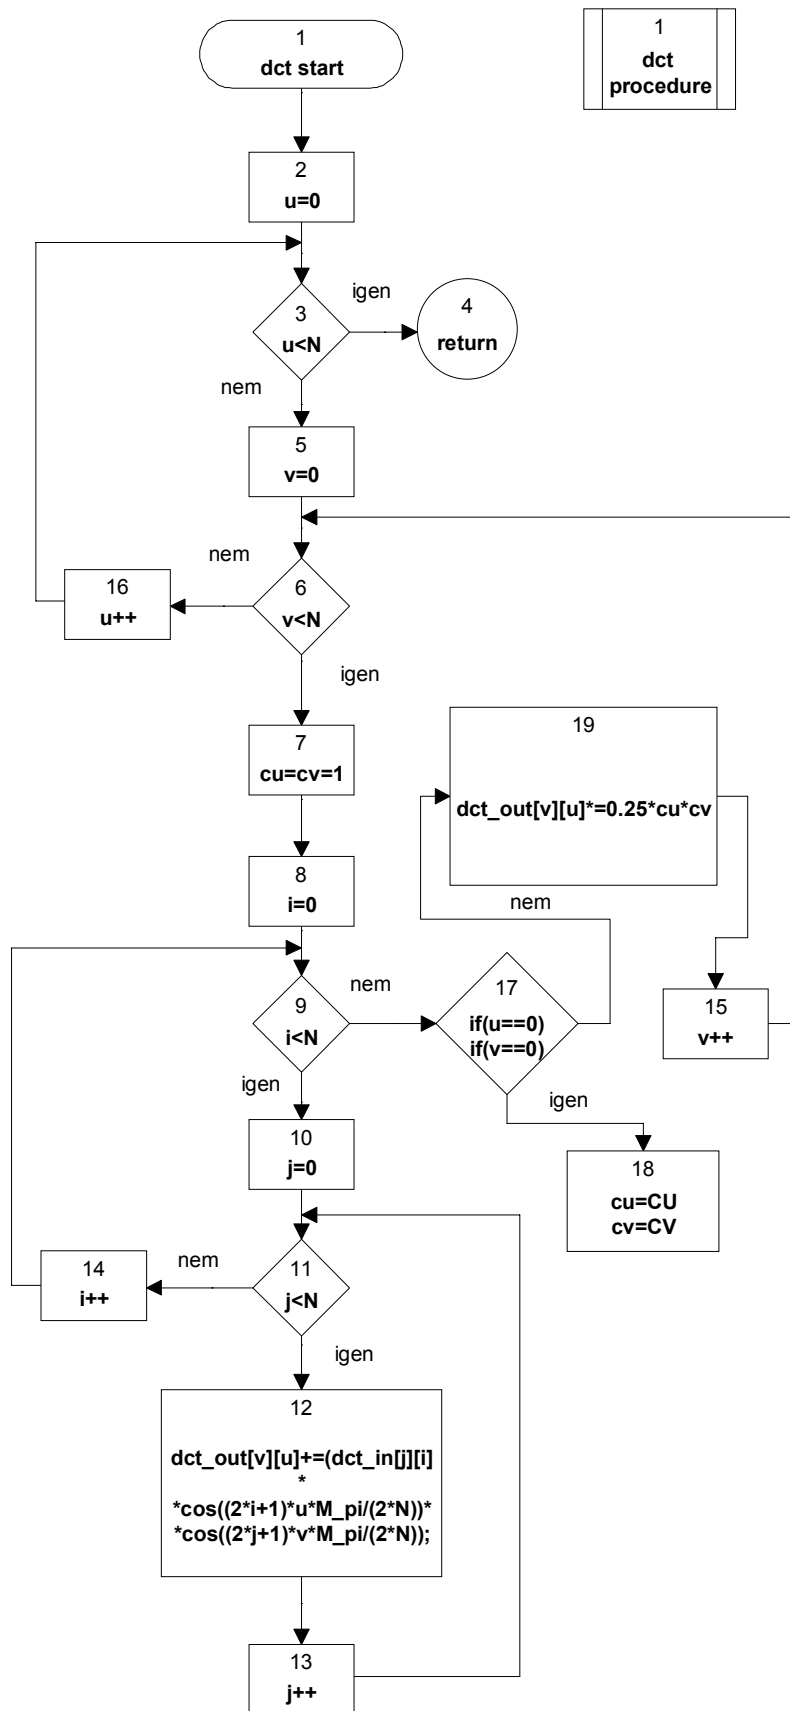 1
dct start
1
dct
procedure
2
u=0
igen
3
u<N
4
return
nem
5
v=0
nem
6
v<N
16
u++
igen
7
cu=cv=1
19
dct_out[v][u]*=0.25*cu*cv
8
i=0
nem
9
i<N
nem
17
if(u==0)
if(v==0)
15
v++
igen
igen
10
j=0
18
cu=CU
cv=CV
nem
11
j<N
14
i++
igen
12
dct_out[v][u]+=(dct_in[j][i]
*
*cos((2*i+1)*u*M_pi/(2*N))*
*cos((2*j+1)*v*M_pi/(2*N));
13
j++